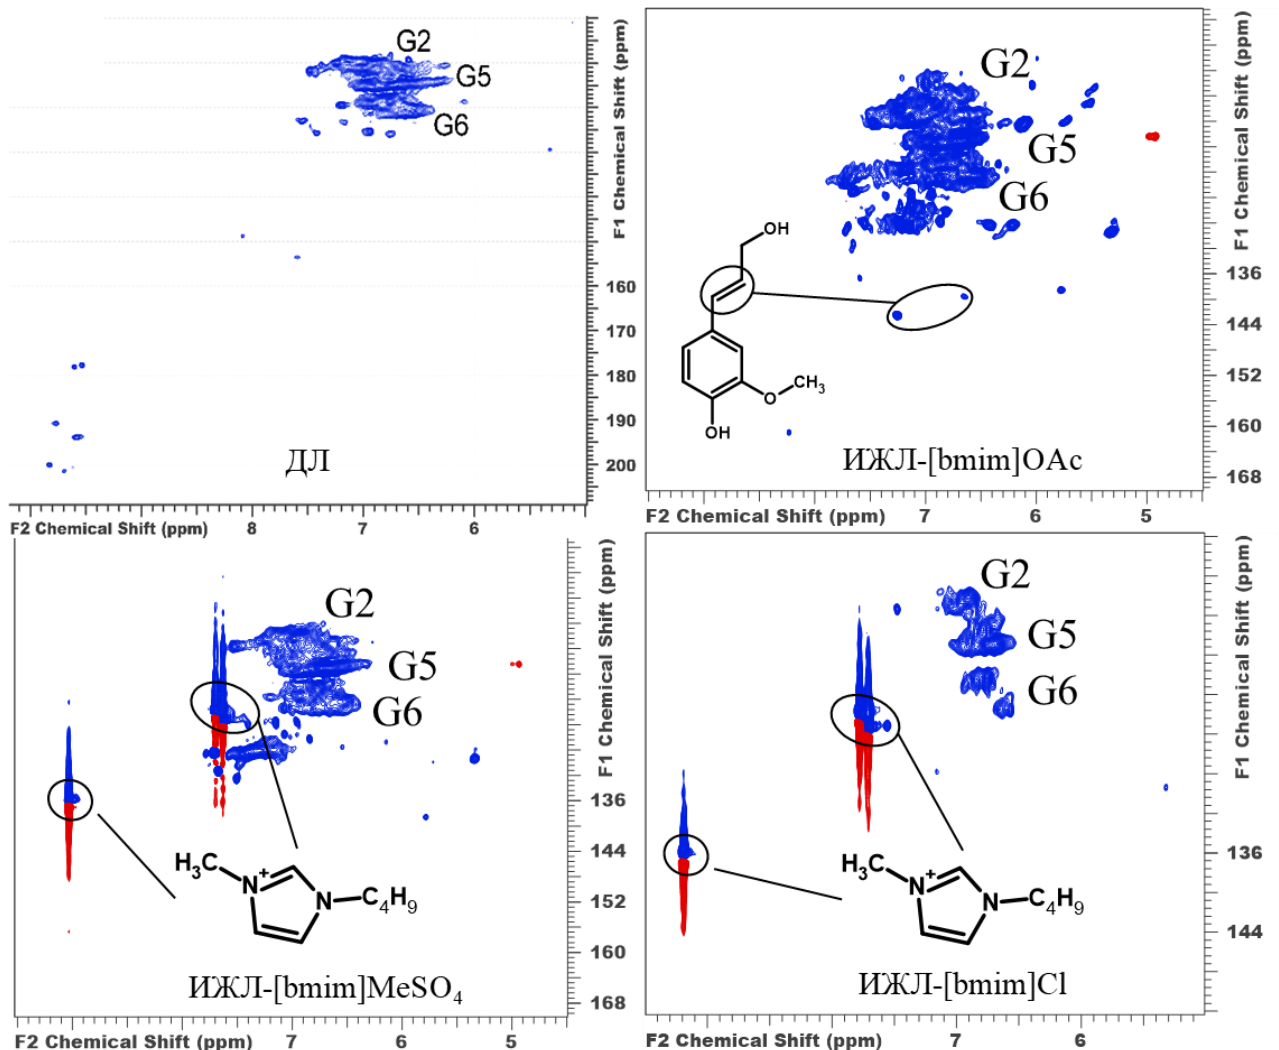 G2
G5
G6
F1 Chemical Shift (ppm)
160
170
180
190
200
ДЛ
8 7 6
F2 Chemical Shift (ppm)
G2
G5
G6
F1 Chemical Shift (ppm)
OH
O CH3
OH
136
144
152
160
168
ИЖЛ-[bmim]OAc
7 6 5
F2 Chemical Shift (ppm)
G2
G5
G6
F1 Chemical Shift (ppm)
136
144
152
160
168
H3C N+ N C4H9
ИЖЛ-[bmim]MeSO4
7 6 5
F2 Chemical Shift (ppm)
G2
G5
G6
F1 Chemical Shift (ppm)
136
144
H3C N+ N C4H9
ИЖЛ-[bmim]Cl
7 6
F2 Chemical Shift (ppm)